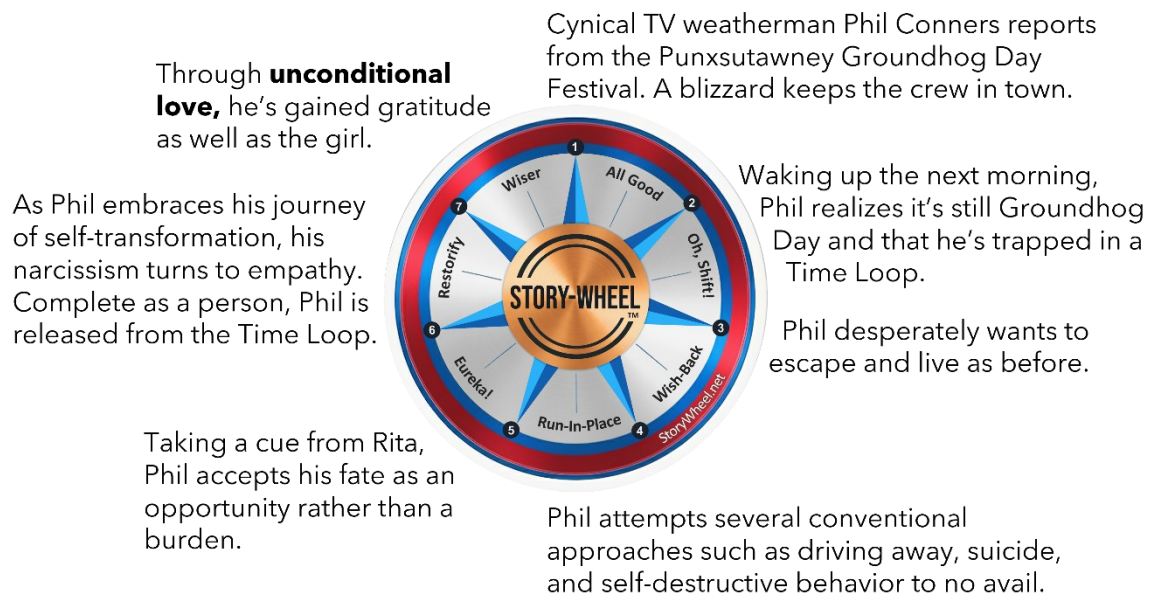 Cynical TV weatherman Phil Conners reports
from the Punxsutawney Groundhog Day
Festival. A blizzard keeps the crew in town.
Through unconditional
love, he's gained gratitude
as well as the girl.
Waking up the next morning,
Phil realizes it's still Groundhog
Day and that he's trapped in a
Time Loop.
As Phil embraces his journey
of self-transformation, his
narcissism turns to empathy.
Complete as a person, Phil is
released from the Time Loop.
Phil desperately wants to
escape and live as before.
Taking a cue from Rita,
Phil accepts his fate as an
opportunity rather than a
burden.
Phil attempts several conventional
approaches such as driving away, suicide,
and self-destructive behavior to no avail.
1
All Good
2
Oh, Shift!
3
Wish-Back
4
Run-In-Place
5
Eureka!
6
Restorify
7
Wiser
STORY-WHEEL
TM
StoryWheel.net